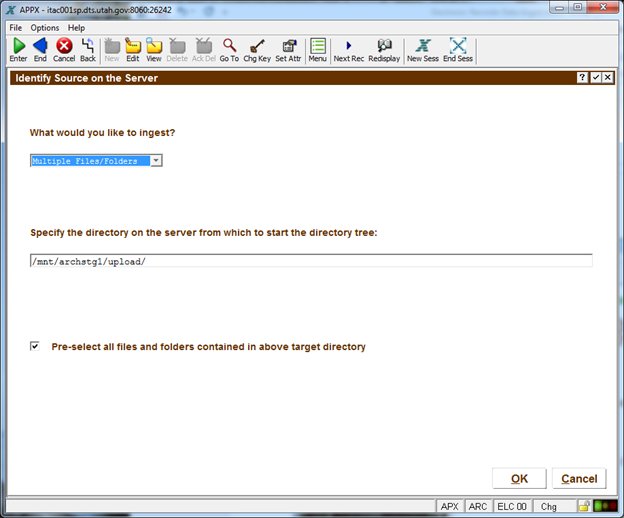 APPX - itac001sp.dts.utah.gov:8060:26242
File Options Help
Enter End Cancel Back New Edit View Delete Ack Del Go To Chg Key Set Attr Menu Next Rec Redisplay New Sess End Sess
Identify Source on the Server
What would you like to ingest?
Multiple Files/Folders
Specify the directory on the server from which to start the directory tree:
/mnt/archstg1/upload/
Pre-select all files and folders contained in above target directory
OK Cancel
APX ARC ELC 00 Chg